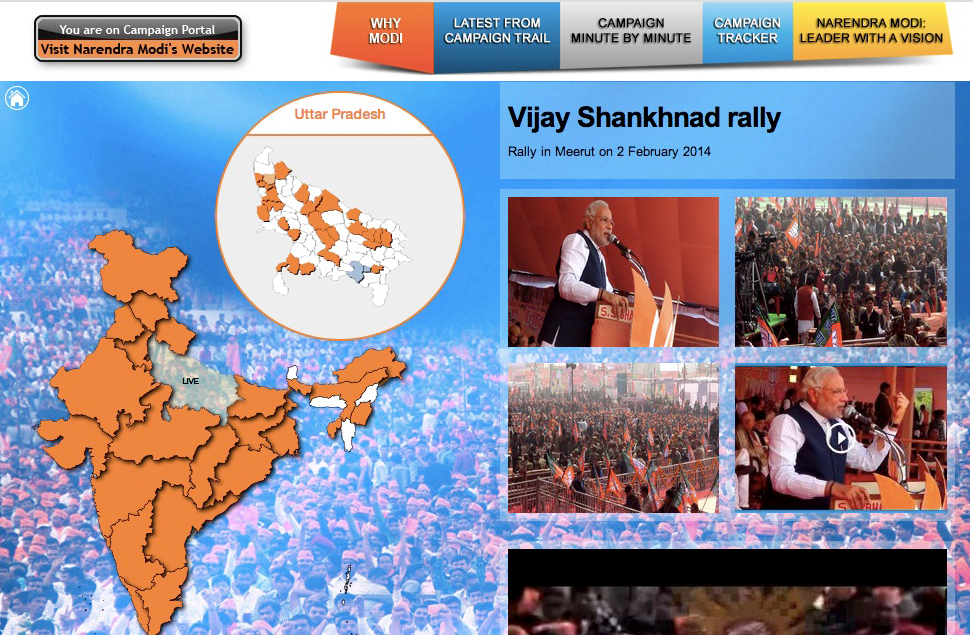 You are on Campaign Portal
Visit Narendra Modi's Website
WHY
MODI
LATEST FROM
CAMPAIGN TRAIL
CAMPAIGN
MINUTE BY MINUTE
CAMPAIGN
TRACKER
NARENDRA MODI:
LEADER WITH A VISION
Uttar Pradesh
LIVE
Vijay Shankhnad rally
Rally in Meerut on 2 February 2014